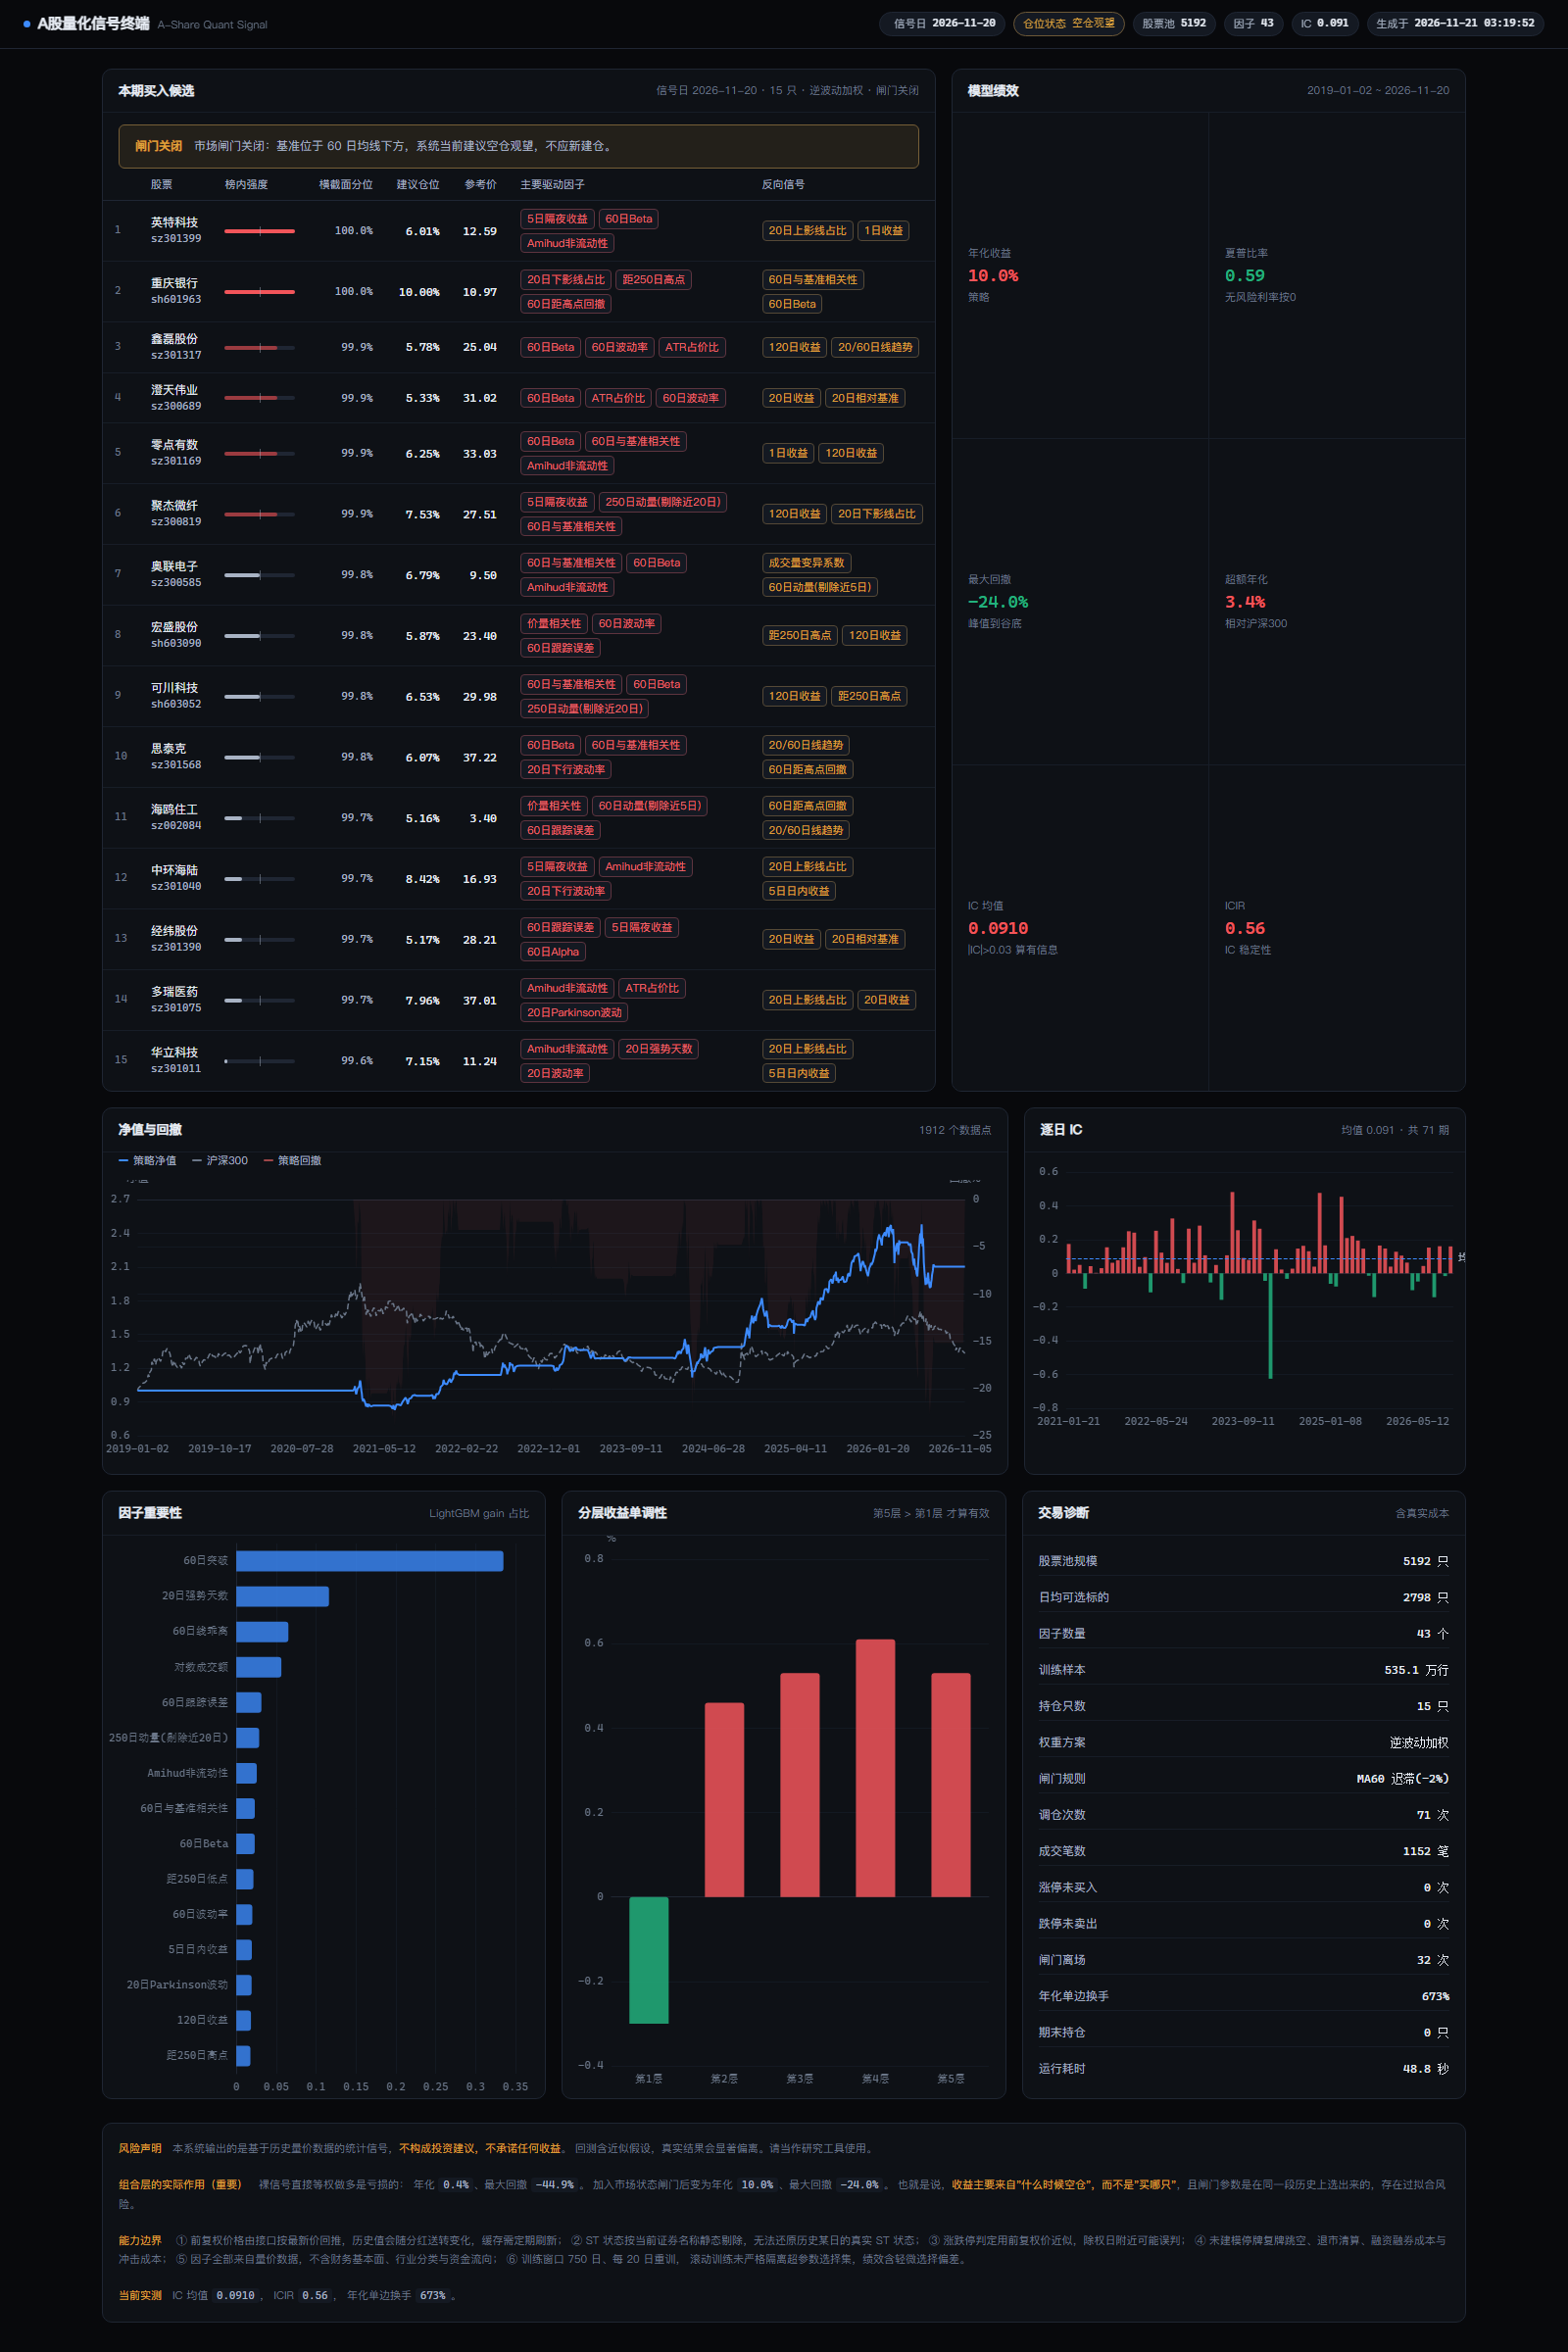 A股量化信号终端 A-Share Quant Signal
信号日 2026-11-20 仓位状态 空仓观望 股票池 5192 因子 43 IC 0.091 生成于 2026-11-21 03:19:52
本期买入候选 信号日 2026-11-20 · 15 只 · 逆波动加权 · 闸门关闭
闸门关闭 市场闸门关闭：基准位于 60 日均线下方，系统当前建议空仓观望，不应新建仓。
股票 榜内强度 横截面分位 建议仓位 参考价 主要驱动因子 反向信号
1 英特科技 sz301399 100.0% 6.01% 12.59 5日隔夜收益 60日Beta Amihud非流动性 20日上影线占比 1日收益
2 重庆银行 sh601963 100.0% 10.00% 10.97 20日下影线占比 距250日高点 60日距高点回撤 60日与基准相关性 60日Beta
3 鑫磊股份 sz301317 99.9% 5.78% 25.04 60日Beta 60日波动率 ATR占价比 120日收益 20/60日线趋势
4 澄天伟业 sz300689 99.9% 5.33% 31.02 60日Beta ATR占价比 60日波动率 20日收益 20日相对基准
5 零点有数 sz301169 99.9% 6.25% 33.03 60日Beta 60日与基准相关性 Amihud非流动性 1日收益 120日收益
6 聚杰微纤 sz300819 99.9% 7.53% 27.51 5日隔夜收益 250日动量(剔除近20日) 60日与基准相关性 120日收益 20日下影线占比
7 奥联电子 sz300585 99.8% 6.79% 9.50 60日与基准相关性 60日Beta Amihud非流动性 成交量变异系数 60日动量(剔除近5日)
8 宏盛股份 sh603090 99.8% 5.87% 23.40 价量相关性 60日波动率 60日跟踪误差 距250日高点 120日收益
9 可川科技 sh603052 99.8% 6.53% 29.98 60日与基准相关性 60日Beta 250日动量(剔除近20日) 120日收益 距250日高点
10 思泰克 sz301568 99.8% 6.07% 37.22 60日Beta 60日与基准相关性 20日下行波动率 20/60日线趋势 60日距高点回撤
11 海鸥住工 sz002084 99.7% 5.16% 3.40 价量相关性 60日动量(剔除近5日) 60日跟踪误差 60日距高点回撤 20/60日线趋势
12 中环海陆 sz301040 99.7% 8.42% 16.93 5日隔夜收益 Amihud非流动性 20日下行波动率 20日上影线占比 5日日内收益
13 经纬股份 sz301390 99.7% 5.17% 28.21 60日跟踪误差 5日隔夜收益 60日Alpha 20日收益 20日相对基准
14 多瑞医药 sz301075 99.7% 7.96% 37.01 Amihud非流动性 ATR占价比 20日Parkinson波动 20日上影线占比 20日收益
15 华立科技 sz301011 99.6% 7.15% 11.24 Amihud非流动性 20日强势天数 20日波动率 20日上影线占比 5日日内收益
模型绩效 2019-01-02 ~ 2026-11-20
年化收益 10.0% 策略
夏普比率 0.59 无风险利率按0
最大回撤 -24.0% 峰值到谷底
超额年化 3.4% 相对沪深300
IC 均值 0.0910 |IC|>0.03 算有信息
ICIR 0.56 IC 稳定性
净值与回撤 1912 个数据点
策略净值 沪深300 策略回撤
净值 回撤%
2.7 2.4 2.1 1.8 1.5 1.2 0.9 0.6
0 -5 -10 -15 -20 -25
2019-01-02 2019-10-17 2020-07-28 2021-05-12 2022-02-22 2022-12-01 2023-09-11 2024-06-28 2025-04-11 2026-01-20 2026-11-05
逐日 IC 均值 0.091 · 共 71 期
0.6 0.4 0.2 0 -0.2 -0.4 -0.6 -0.8
2021-01-21 2022-05-24 2023-09-11 2025-01-08 2026-05-12
因子重要性 LightGBM gain 占比
60日突破
20日强势天数
60日线乖离
对数成交额
60日跟踪误差
250日动量(剔除近20日)
Amihud非流动性
60日与基准相关性
60日Beta
距250日低点
60日波动率
5日日内收益
20日Parkinson波动
120日收益
距250日高点
0 0.05 0.1 0.15 0.2 0.25 0.3 0.35
分层收益单调性 第5层 > 第1层 才算有效
%
0.8 0.6 0.4 0.2 0 -0.2 -0.4
第1层 第2层 第3层 第4层 第5层
交易诊断 含真实成本
股票池规模 5192 只
日均可选标的 2798 只
因子数量 43 个
训练样本 535.1 万行
持仓只数 15 只
权重方案 逆波动加权
闸门规则 MA60 迟滞(-2%)
调仓次数 71 次
成交笔数 1152 笔
涨停未买入 0 次
跌停未卖出 0 次
闸门离场 32 次
年化单边换手 673%
期末持仓 0 只
运行耗时 48.8 秒
风险声明 本系统输出的是基于历史量价数据的统计信号，不构成投资建议，不承诺任何收益。 回测含近似假设，真实结果会显著偏离。请当作研究工具使用。
组合层的实际作用（重要） 裸信号直接等权做多是亏损的： 年化 0.4% 、最大回撤 -44.9% 。 加入市场状态闸门后变为年化 10.0% 、最大回撤 -24.0% 。 也就是说，收益主要来自"什么时候空仓"，而不是"买哪只"，且闸门参数是在同一段历史上选出来的，存在过拟合风
险。
能力边界 ① 前复权价格由接口按最新价回推，历史值会随分红送转变化，缓存需定期刷新； ② ST 状态按当前证券名称静态剔除，无法还原历史某日的真实 ST 状态； ③ 涨跌停判定用前复权价近似，除权日附近可能误判； ④ 未建模停牌复牌跳空、退市清算、融资融券成本与
冲击成本； ⑤ 因子全部来自量价数据，不含财务基本面、行业分类与资金流向； ⑥ 训练窗口 750 日、每 20 日重训， 滚动训练未严格隔离超参数选择集，绩效含轻微选择偏差。
当前实测 IC 均值 0.0910 ， ICIR 0.56 ， 年化单边换手 673% 。